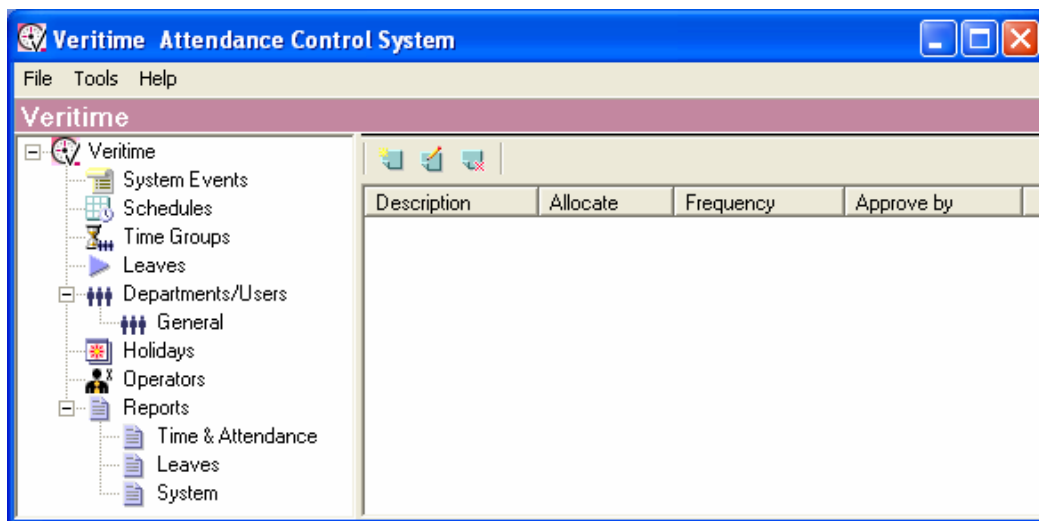 Veritime Attendance Control System
File Tools Help
Veritime
Veritime
System Events
Schedules
Time Groups
Leaves
Departments/Users
General
Holidays
Operators
Reports
Time & Attendance
Leaves
System
Description Allocate Frequency Approve by